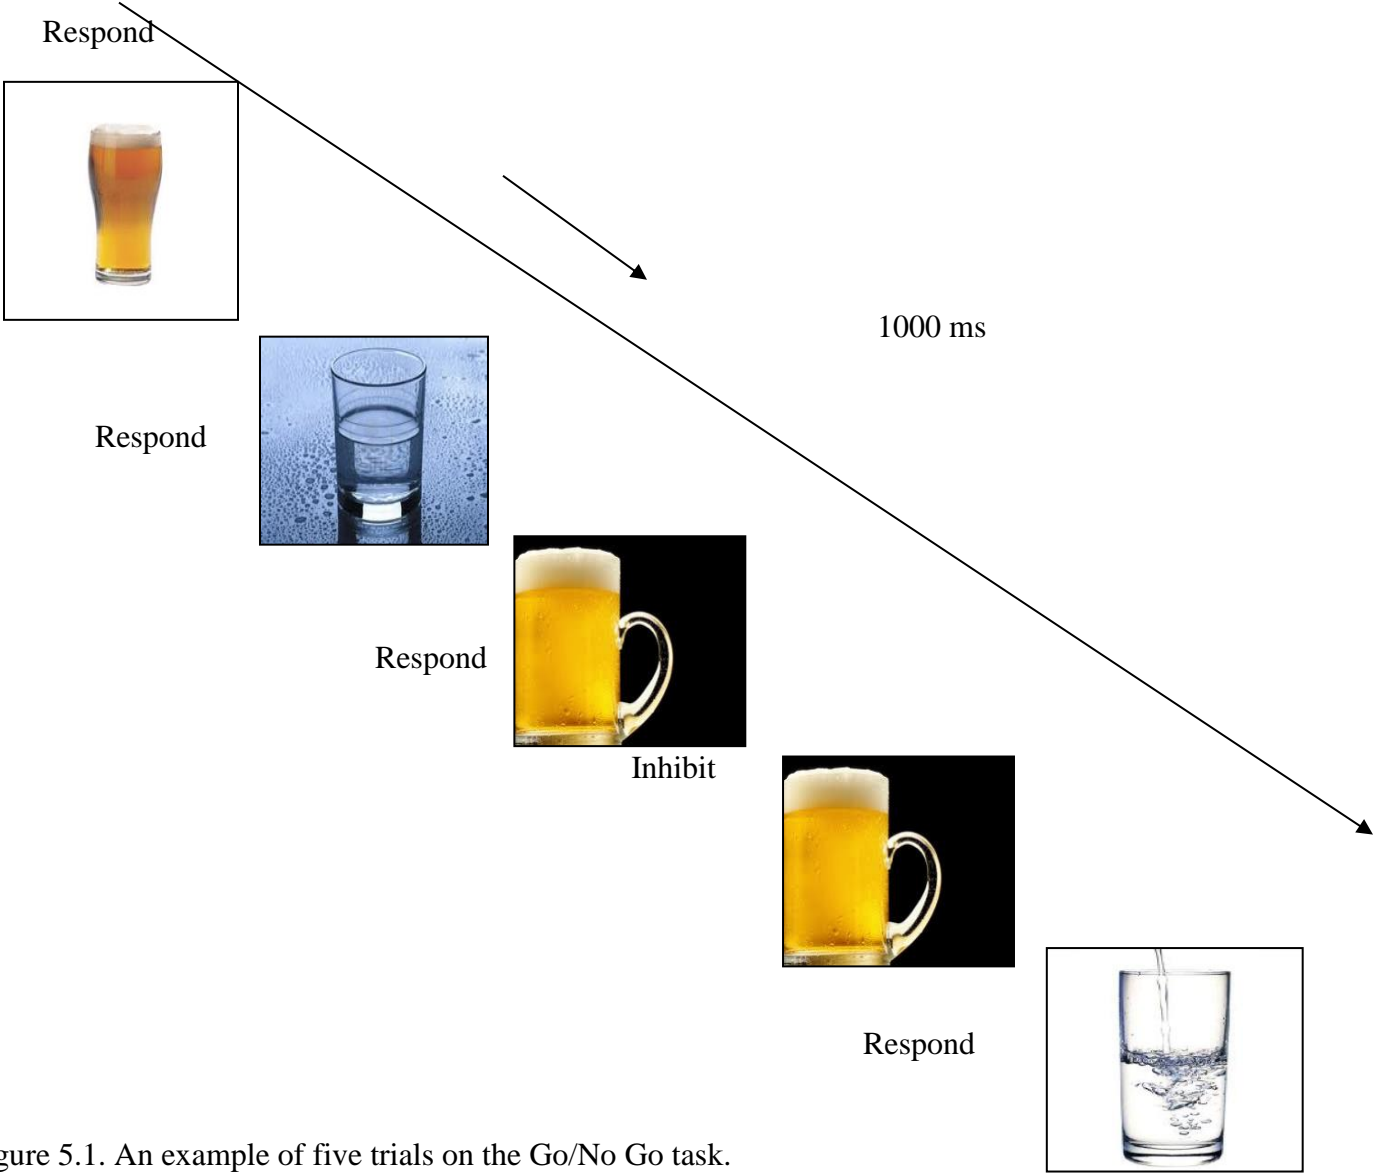 Respond
1000 ms
Respond
Respond
Inhibit
Respond
gure 5.1. An example of five trials on the Go/No Go task.